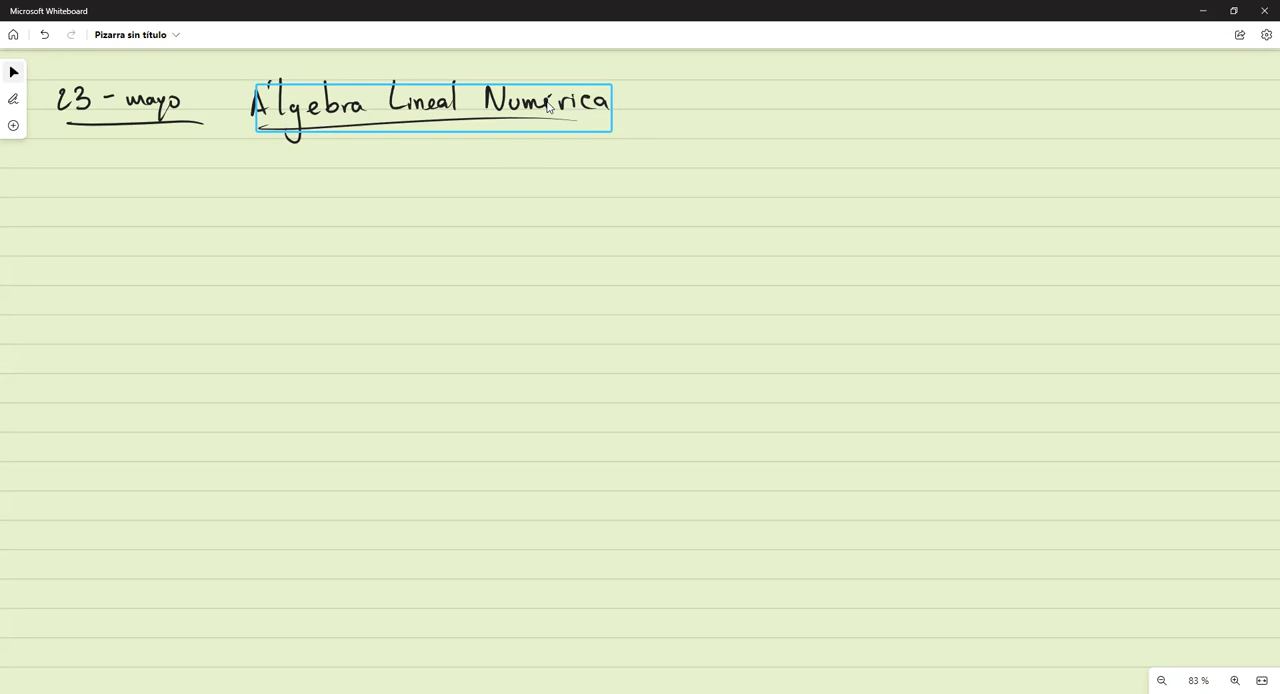 Microsoft Whiteboard
Pizarra sin título
23 - mayo Álgebra Lineal Numérica
83 %